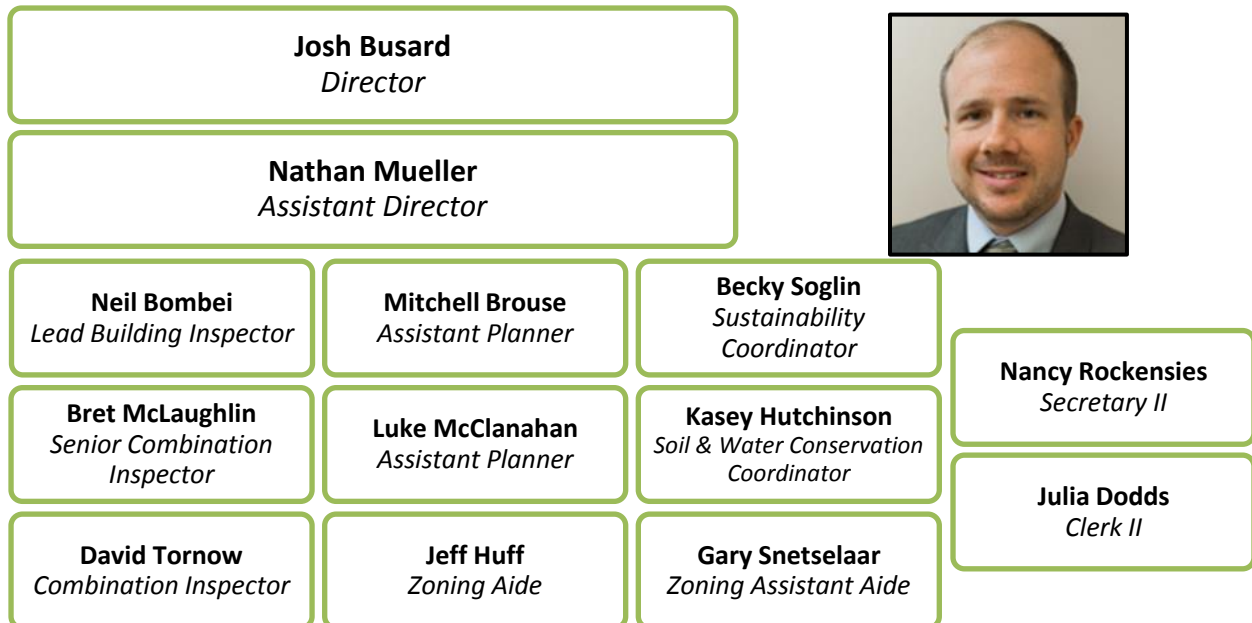 Josh Busard
Director
Nathan Mueller
Assistant Director
Neil Bombei
Lead Building Inspector
Mitchell Brouse
Assistant Planner
Becky Soglin
Sustainability
Coordinator
Nancy Rockensies
Secretary II
Bret McLaughlin
Senior Combination
Inspector
Luke McClanahan
Assistant Planner
Kasey Hutchinson
Soil & Water Conservation
Coordinator
Julia Dodds
Clerk II
David Tornow
Combination Inspector
Jeff Huff
Zoning Aide
Gary Snetselaar
Zoning Assistant Aide